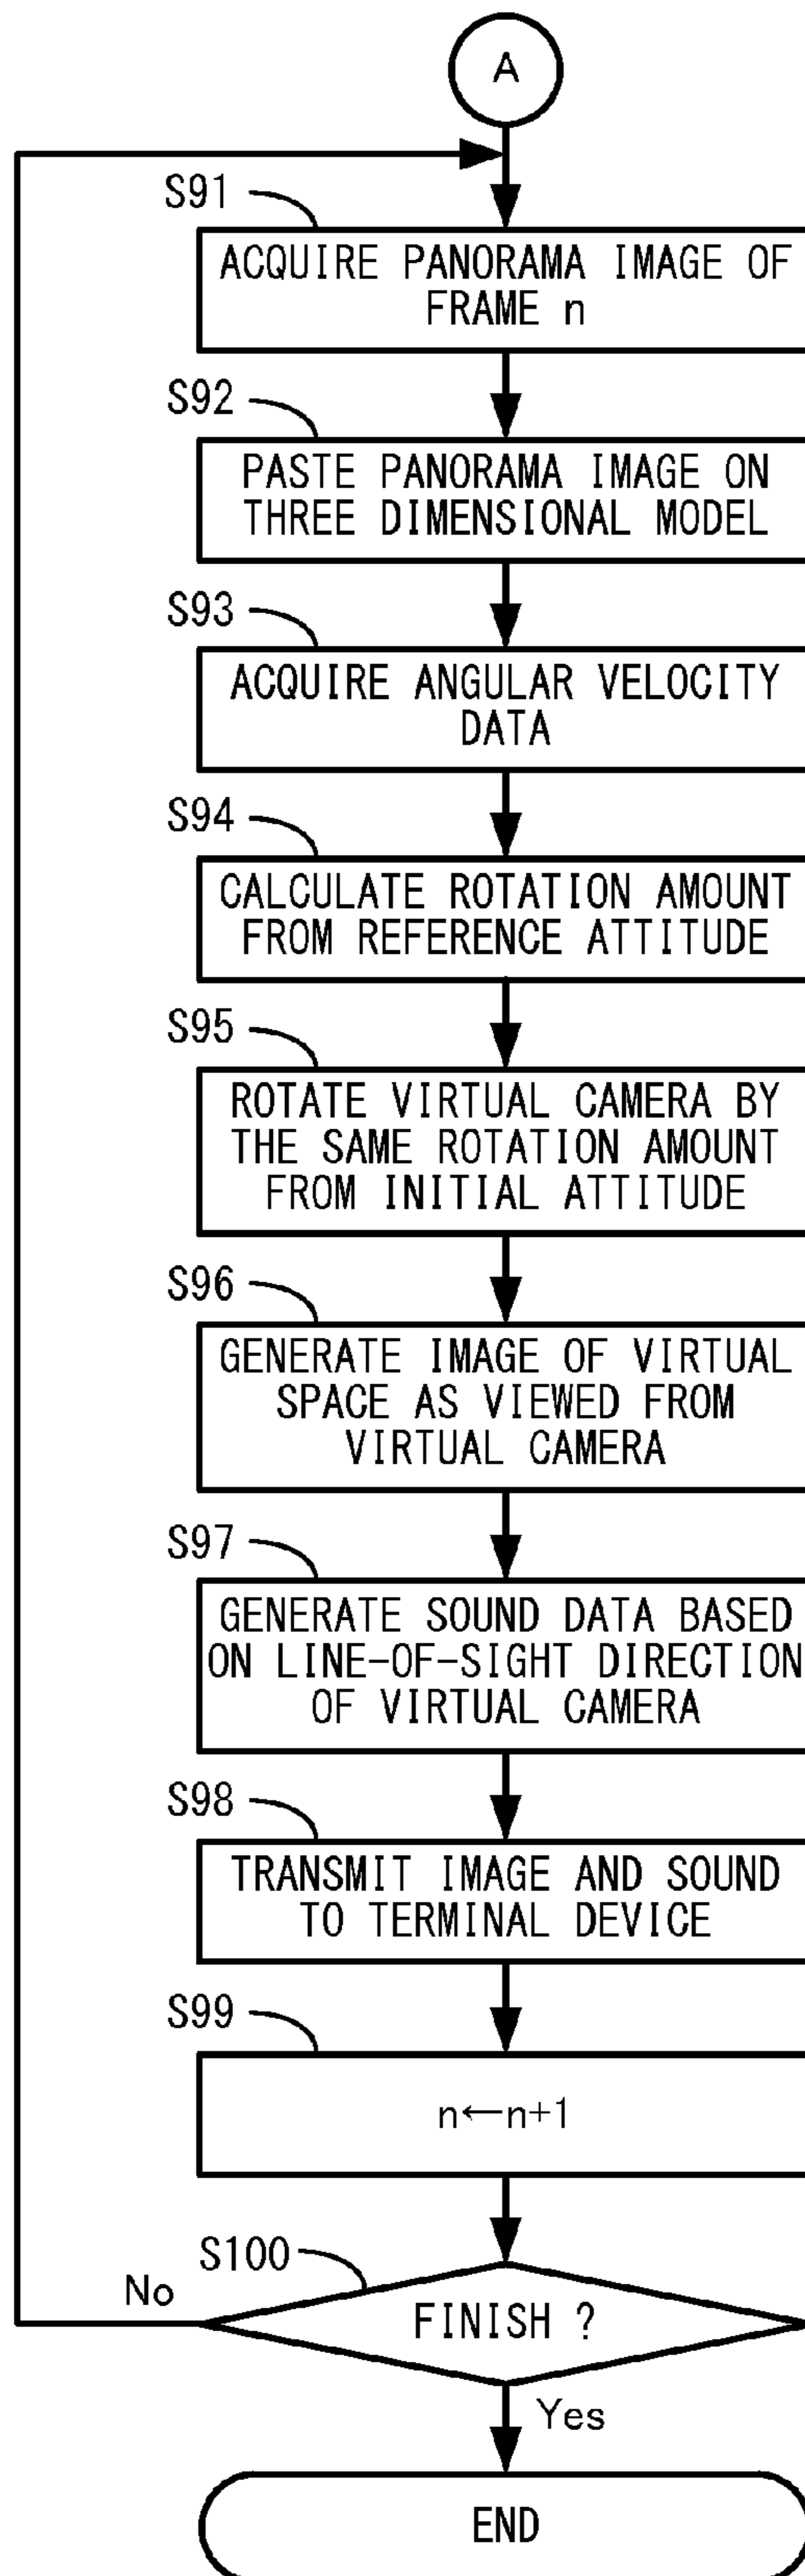 A
S91
ACQUIRE PANORAMA IMAGE OF
FRAME n
S92
PASTE PANORAMA IMAGE ON
THREE DIMENSIONAL MODEL
S93
ACQUIRE ANGULAR VELOCITY
DATA
S94
CALCULATE ROTATION AMOUNT
FROM REFERENCE ATTITUDE
S95
ROTATE VIRTUAL CAMERA BY
THE SAME ROTATION AMOUNT
FROM INITIAL ATTITUDE
S96
GENERATE IMAGE OF VIRTUAL
SPACE AS VIEWED FROM
VIRTUAL CAMERA
S97
GENERATE SOUND DATA BASED
ON LINE-OF-SIGHT DIRECTION
OF VIRTUAL CAMERA
S98
TRANSMIT IMAGE AND SOUND
TO TERMINAL DEVICE
S99
n←n+1
S100
No
FINISH ?
Yes
END